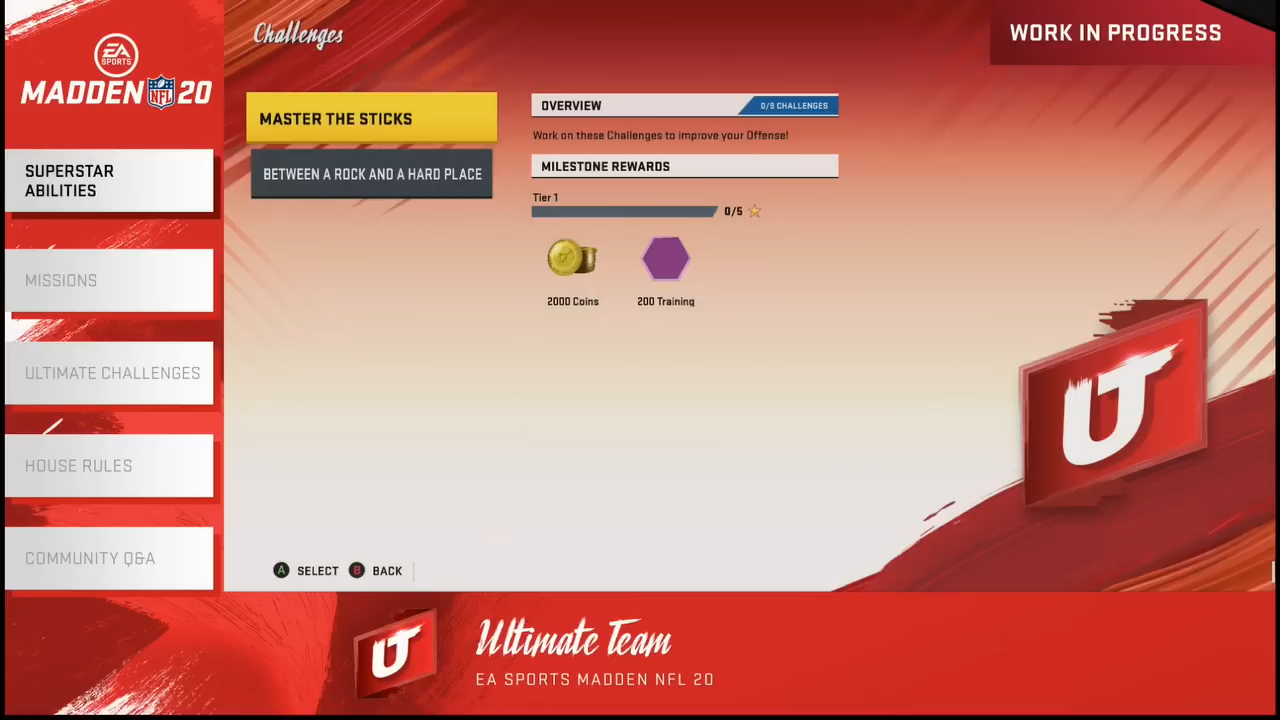 EA
SPORTS
MADDEN NFL 20
SUPERSTAR
ABILITIES
MISSIONS
ULTIMATE CHALLENGES
HOUSE RULES
COMMUNITY Q&A
Challenges
WORK IN PROGRESS
MASTER THE STICKS
BETWEEN A ROCK AND A HARD PLACE
OVERVIEW
0/9 CHALLENGES
Work on these Challenges to improve your Offense!
MILESTONE REWARDS
Tier 1
0/5
2000 Coins
200 Training
UT
A SELECT B BACK
UT
Ultimate Team
EA SPORTS MADDEN NFL 20